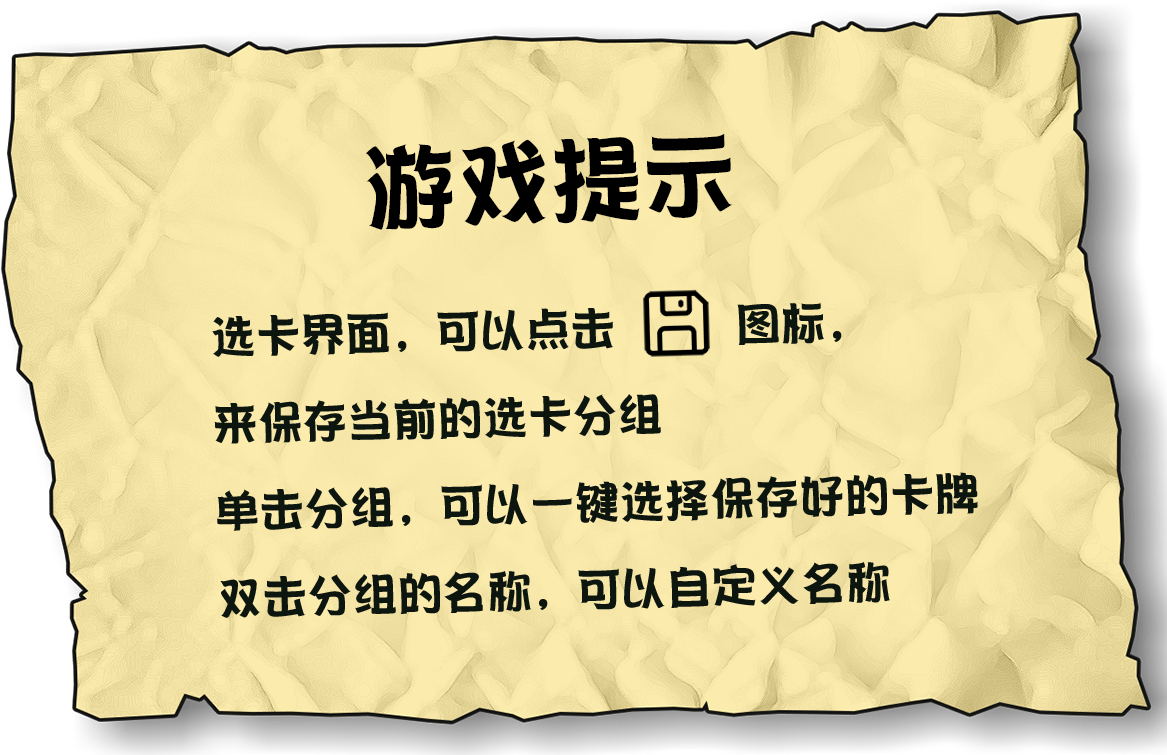 游戏提示
选卡界面，可以点击 图标，
来保存当前的选卡分组
单击分组，可以一键选择保存好的卡牌
双击分组的名称，可以自定义名称